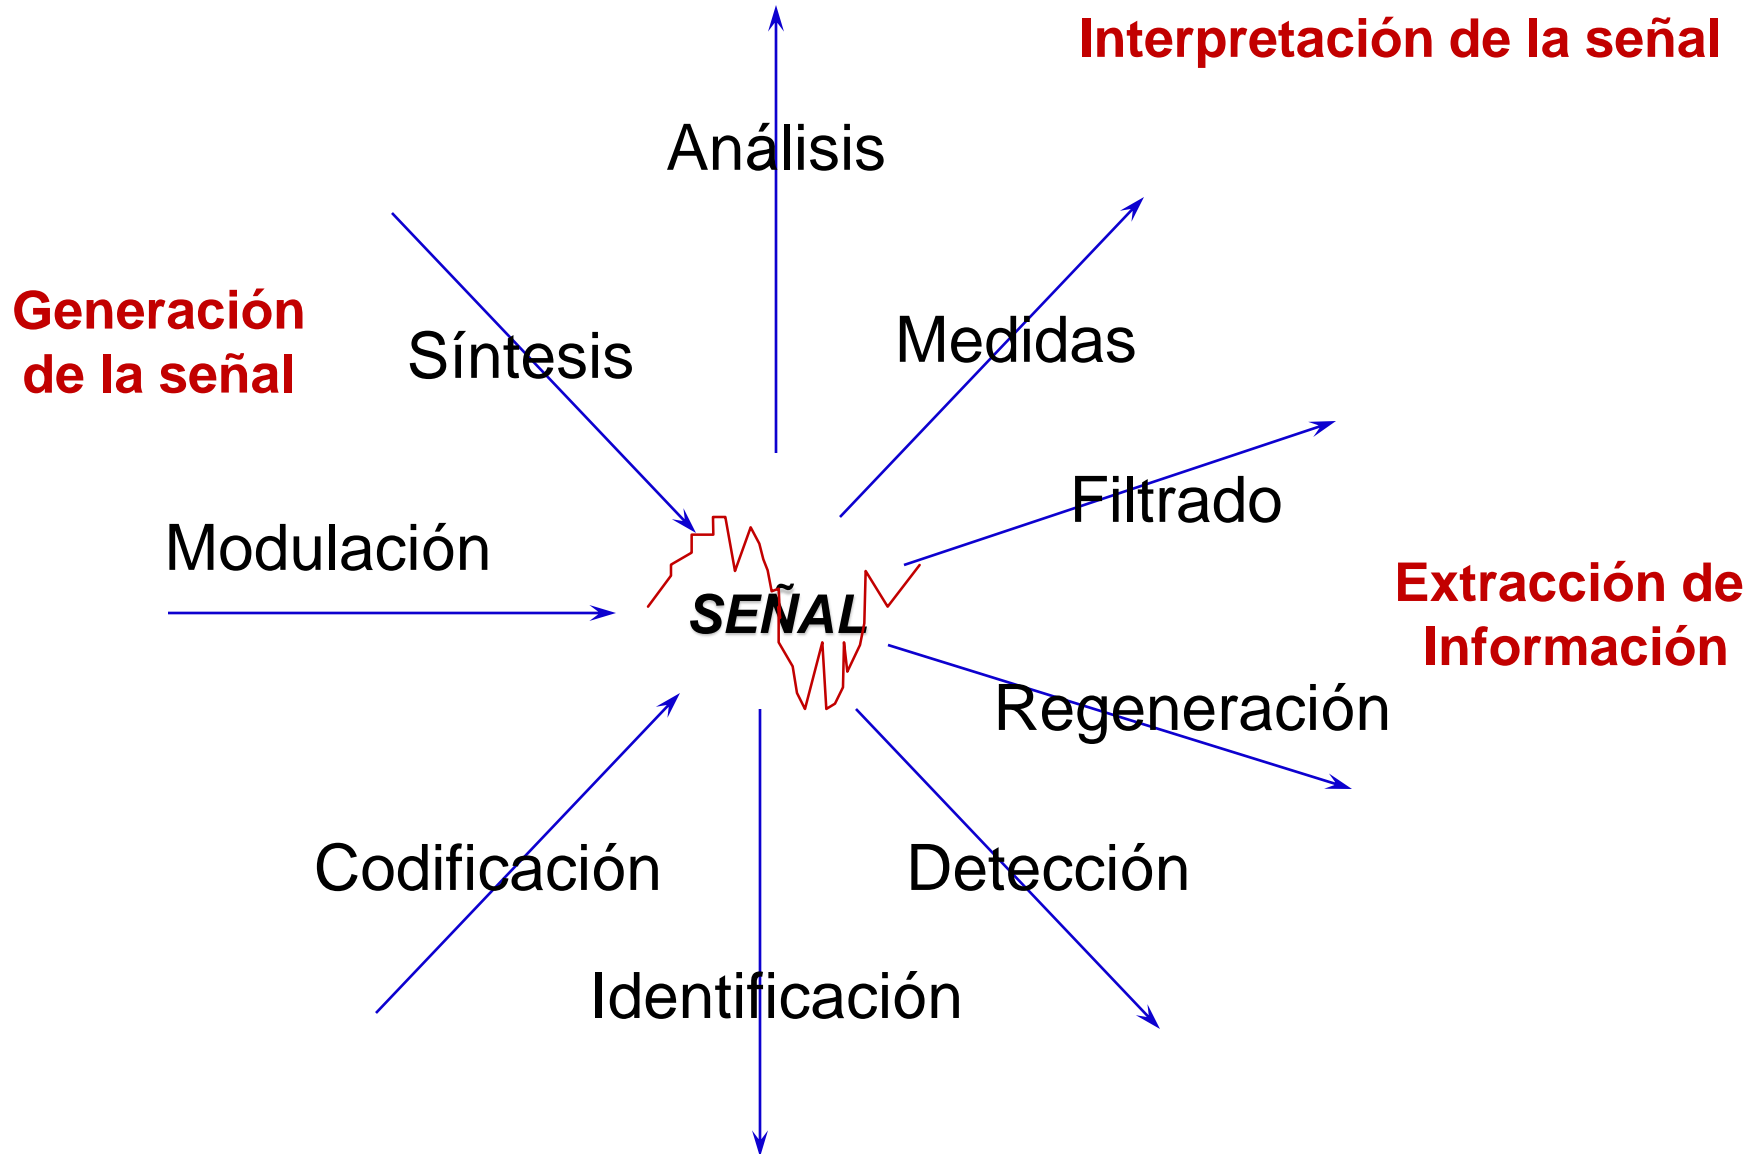 Interpretación de la señal
Análisis
Generación
de la señal
Síntesis
Medidas
Filtrado
Modulación
SEÑAL
Extracción de
Información
Regeneración
Codificación
Detección
Identificación